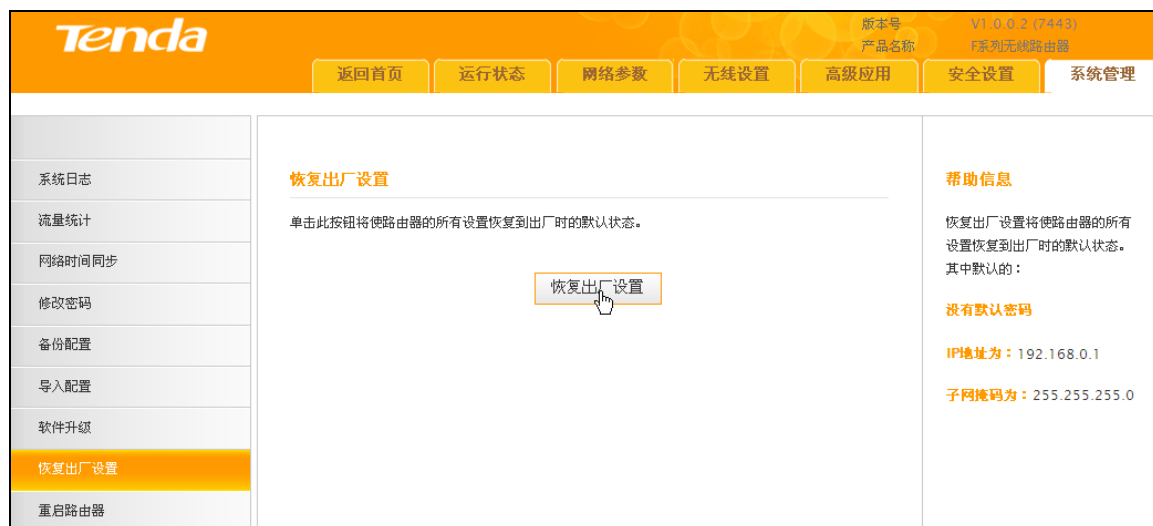 Tenda
版本号 V1.0.0.2 (7443)
产品名称 F系列无线路由器
返回首页 运行状态 网络参数 无线设置 高级应用 安全设置 系统管理
系统日志
流量统计
网络时间同步
修改密码
备份配置
导入配置
软件升级
恢复出厂设置
重启路由器
恢复出厂设置
单击此按钮将使路由器的所有设置恢复到出厂时的默认状态。
恢复出厂设置
帮助信息
恢复出厂设置将使路由器的所有
设置恢复到出厂时的默认状态。
其中默认的：
没有默认密码
IP地址为：192.168.0.1
子网掩码为：255.255.255.0